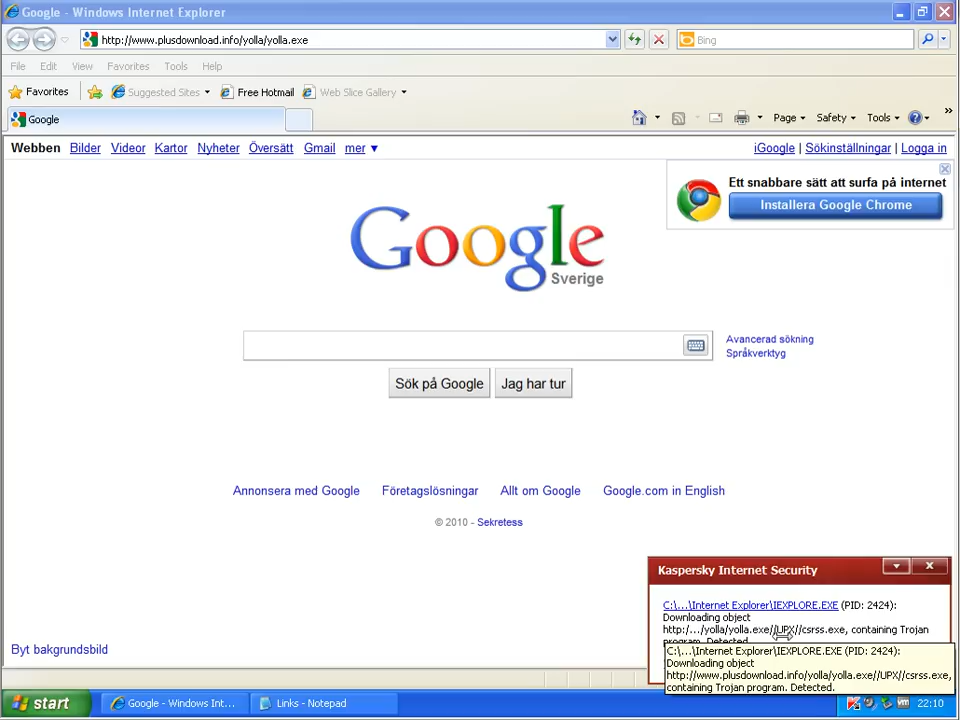 Google - Windows Internet Explorer
http://www.plusdownload.info/yolla/yolla.exe
Bing
File Edit View Favorites Tools Help
Favorites Suggested Sites Free Hotmail Web Slice Gallery
Google
Page Safety Tools
Webben Bilder Videor Kartor Nyheter Översätt Gmail mer ▼
iGoogle | Sökinställningar | Logga in
Ett snabbare sätt att surfa på internet
Installera Google Chrome
Google
Sverige
Avancerad sökning
Språkverktyg
Sök på Google Jag har tur
Annonsera med Google Företagslösningar Allt om Google Google.com in English
© 2010 - Sekretess
Byt bakgrundsbild
Kaspersky Internet Security
C:\...\Internet Explorer\IEXPLORE.EXE (PID: 2424):
Downloading object
http:/.../yolla/yolla.exe//UPX//csrss.exe, containing Trojan
program. Detected.
C:\...\Internet Explorer\IEXPLORE.EXE (PID: 2424):
Downloading object
http://www.plusdownload.info/yolla/yolla.exe//UPX//csrss.exe,
containing Trojan program. Detected.
start Google - Windows Int... Links - Notepad 22:10